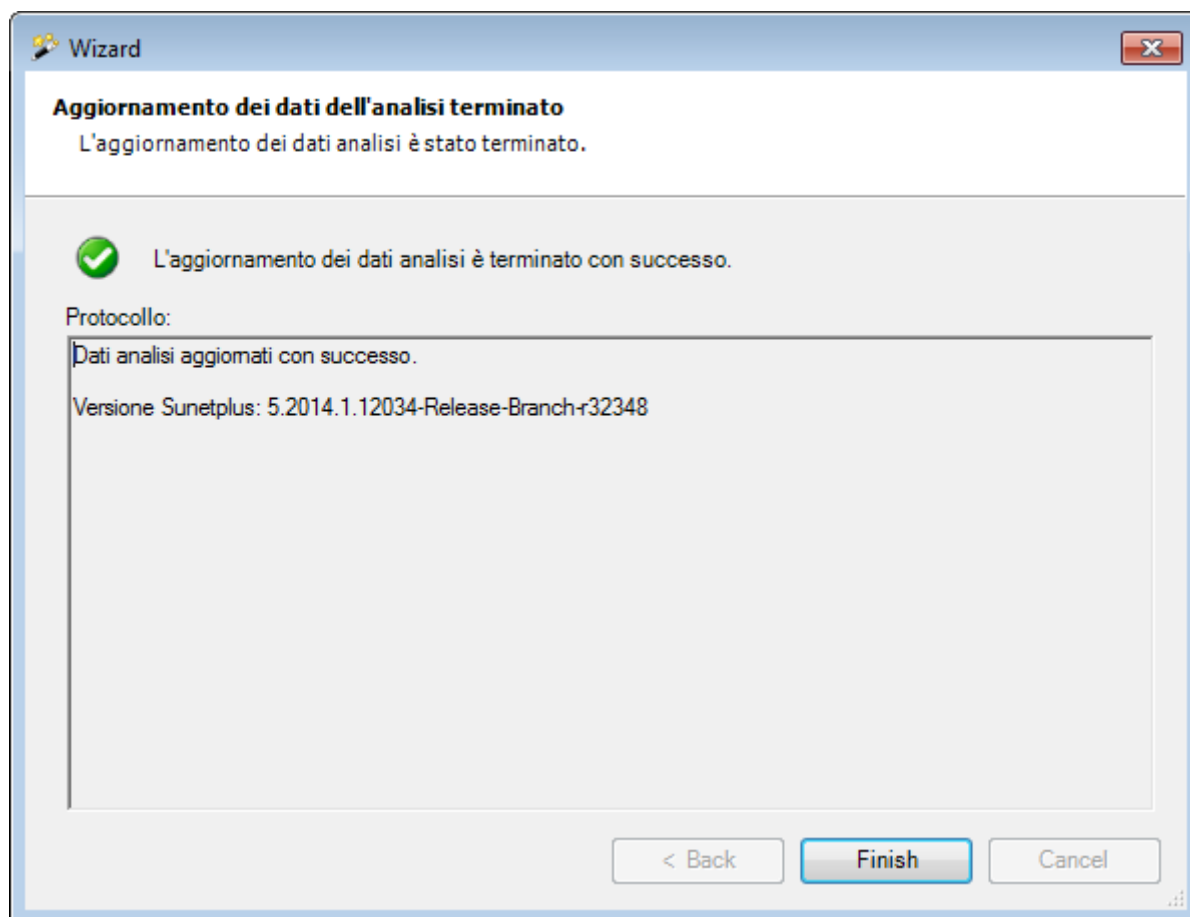 Wizard
Aggiornamento dei dati dell'analisi terminato
L'aggiornamento dei dati analisi è stato terminato.
L'aggiornamento dei dati analisi è terminato con successo.
Protocollo:
Dati analisi aggiornati con successo.
Versione Sunetplus: 5.2014.1.12034-Release-Branch-r32348
< Back
Finish
Cancel